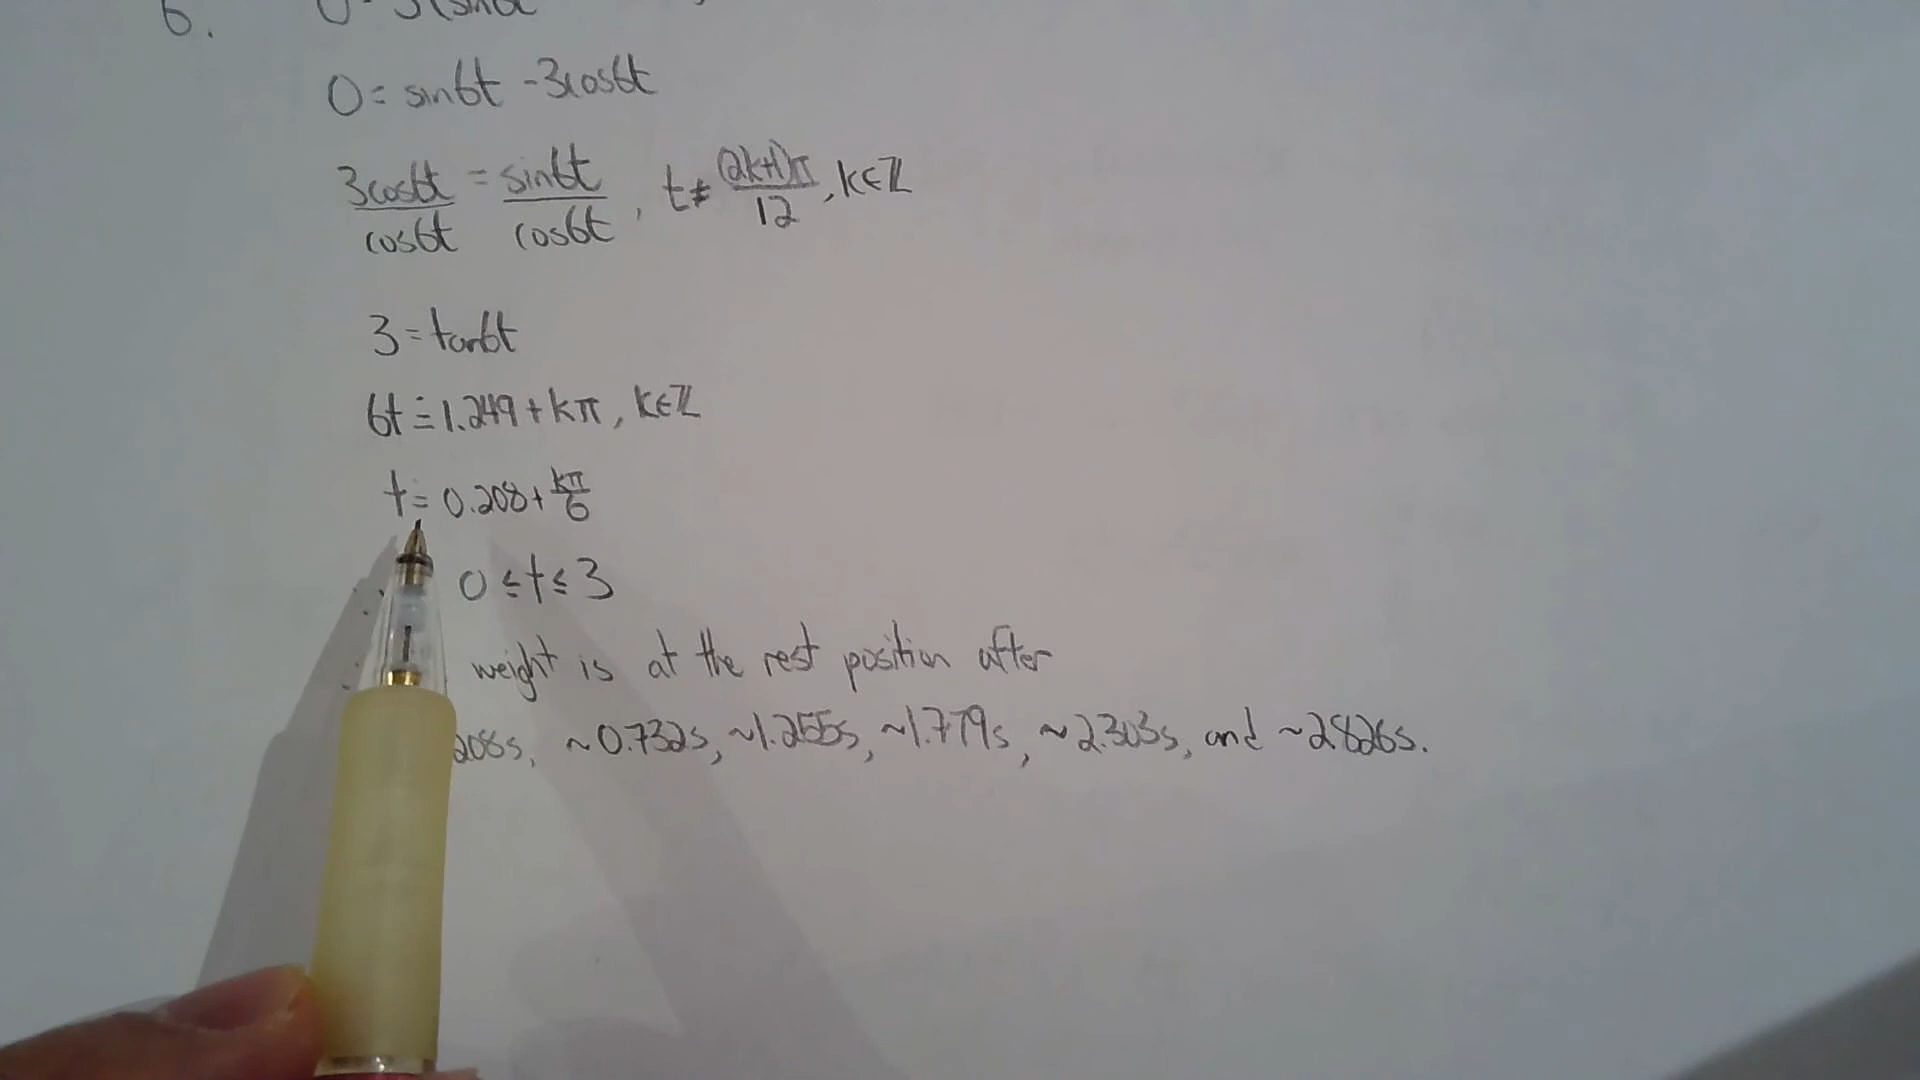 6.
0 = sin6t - 3cos6t
3cos6t/cos6t = sin6t/cos6t, t ≠ (2k+1)π/12, k∈ℤ
3 = tan6t
6t ≐ 1.249 + kπ, k∈ℤ
t ≐ 0.208 + kπ/6
0 ≤ t ≤ 3
weight is at the rest position after
208s, ~0.732s, ~1.255s, ~1.779s, ~2.303s, and ~2.826s.